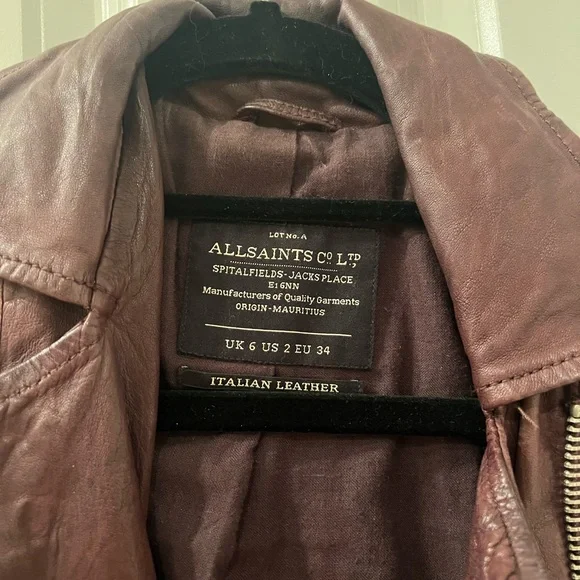 LOT No. A
ALLSAINTS Co LTD,
SPITALFIELDS-JACKS PLACE
E1 6NN
Manufacturers of Quality Garments
ORIGIN-MAURITIUS
UK 6 US 2 EU 34
ITALIAN LEATHER